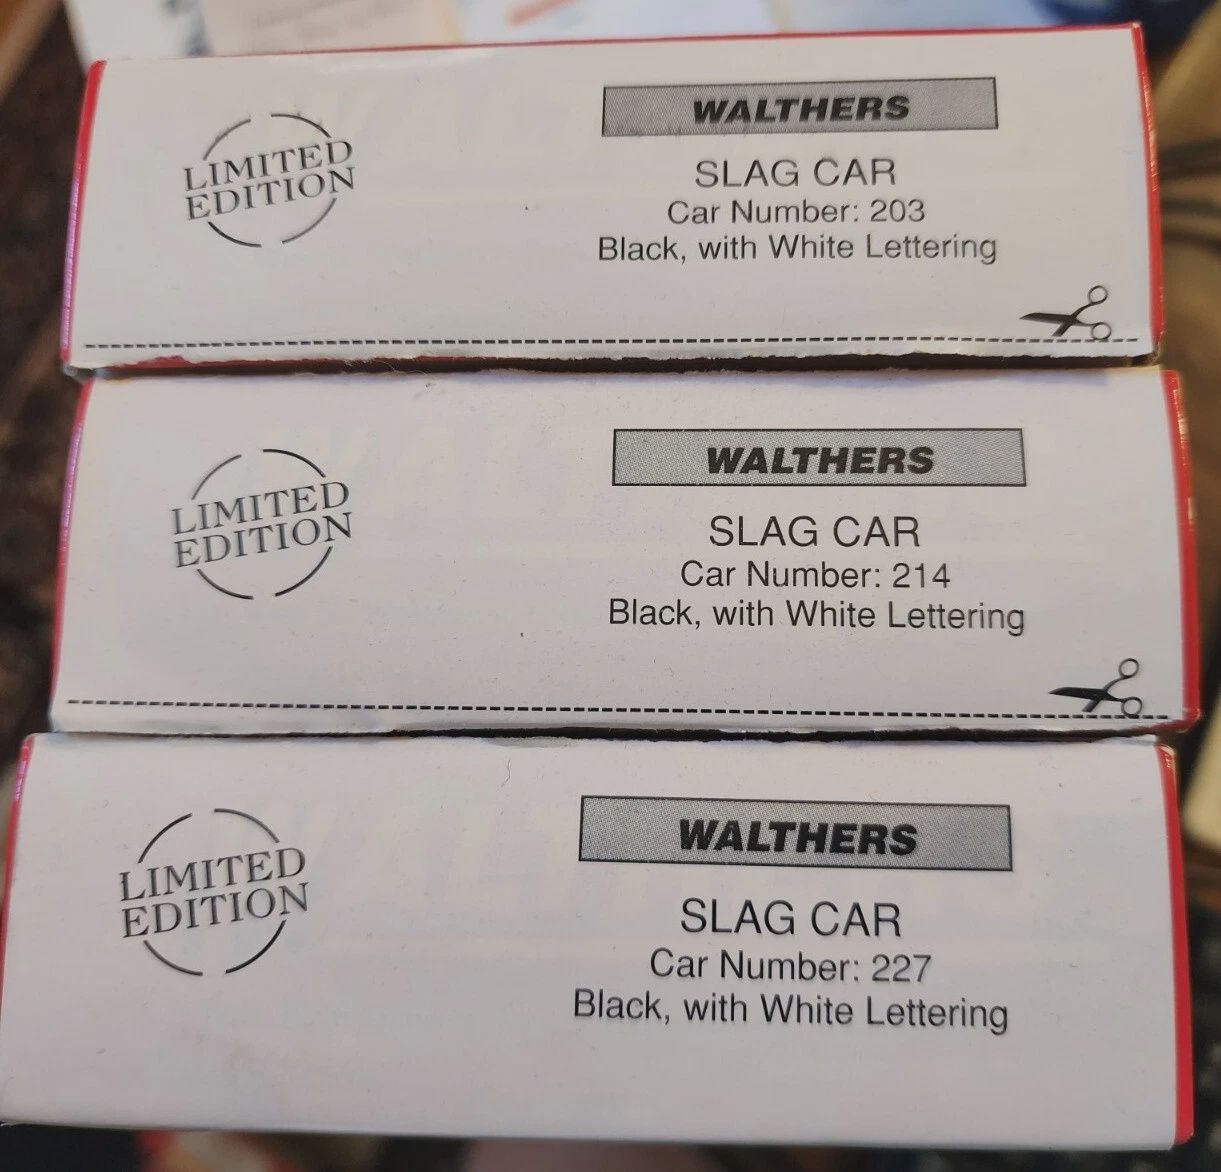 LIMITED
EDITION
WALTHERS
SLAG CAR
Car Number: 203
Black, with White Lettering
LIMITED
EDITION
WALTHERS
SLAG CAR
Car Number: 214
Black, with White Lettering
LIMITED
EDITION
WALTHERS
SLAG CAR
Car Number: 227
Black, with White Lettering